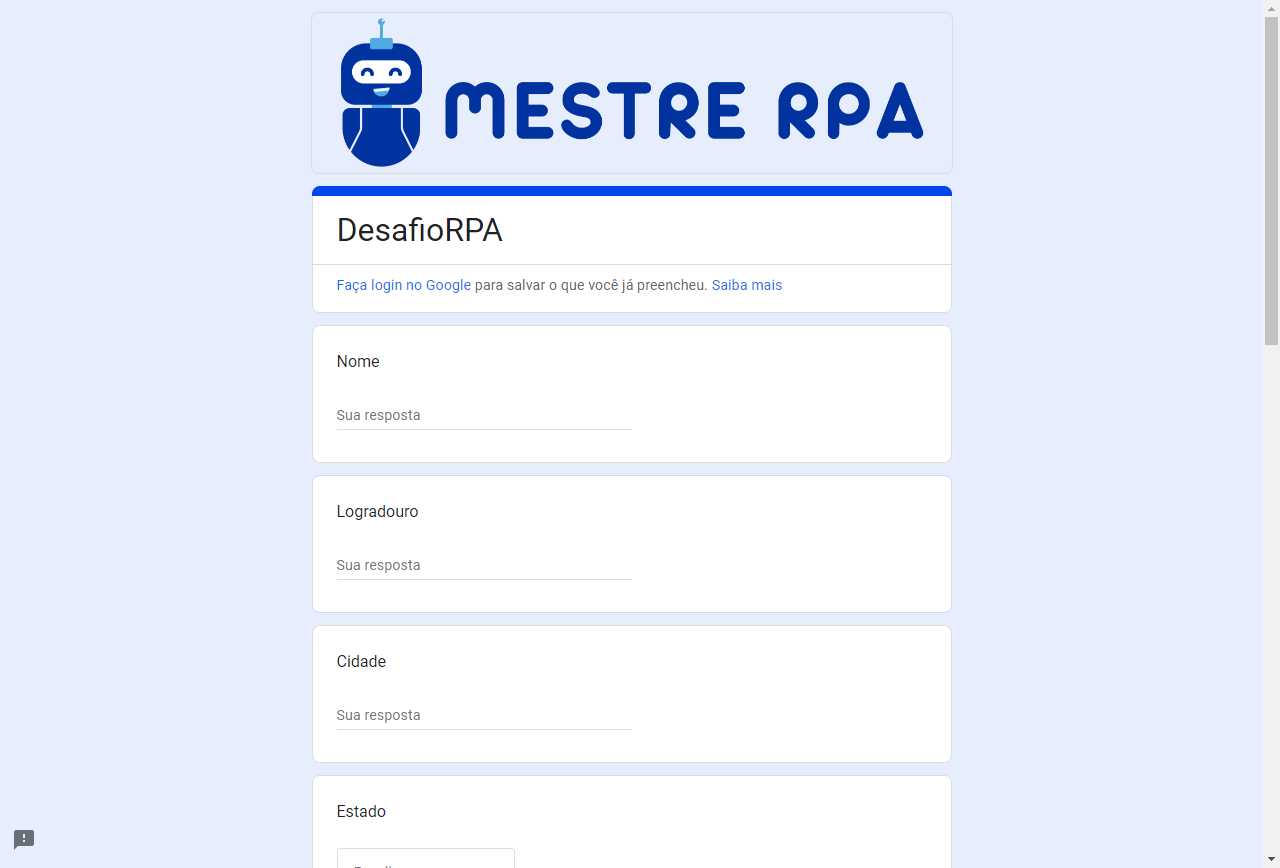 MESTRE RPA
DesafioRPA
Faça login no Google para salvar o que você já preencheu. Saiba mais
Nome
Sua resposta
Logradouro
Sua resposta
Cidade
Sua resposta
Estado